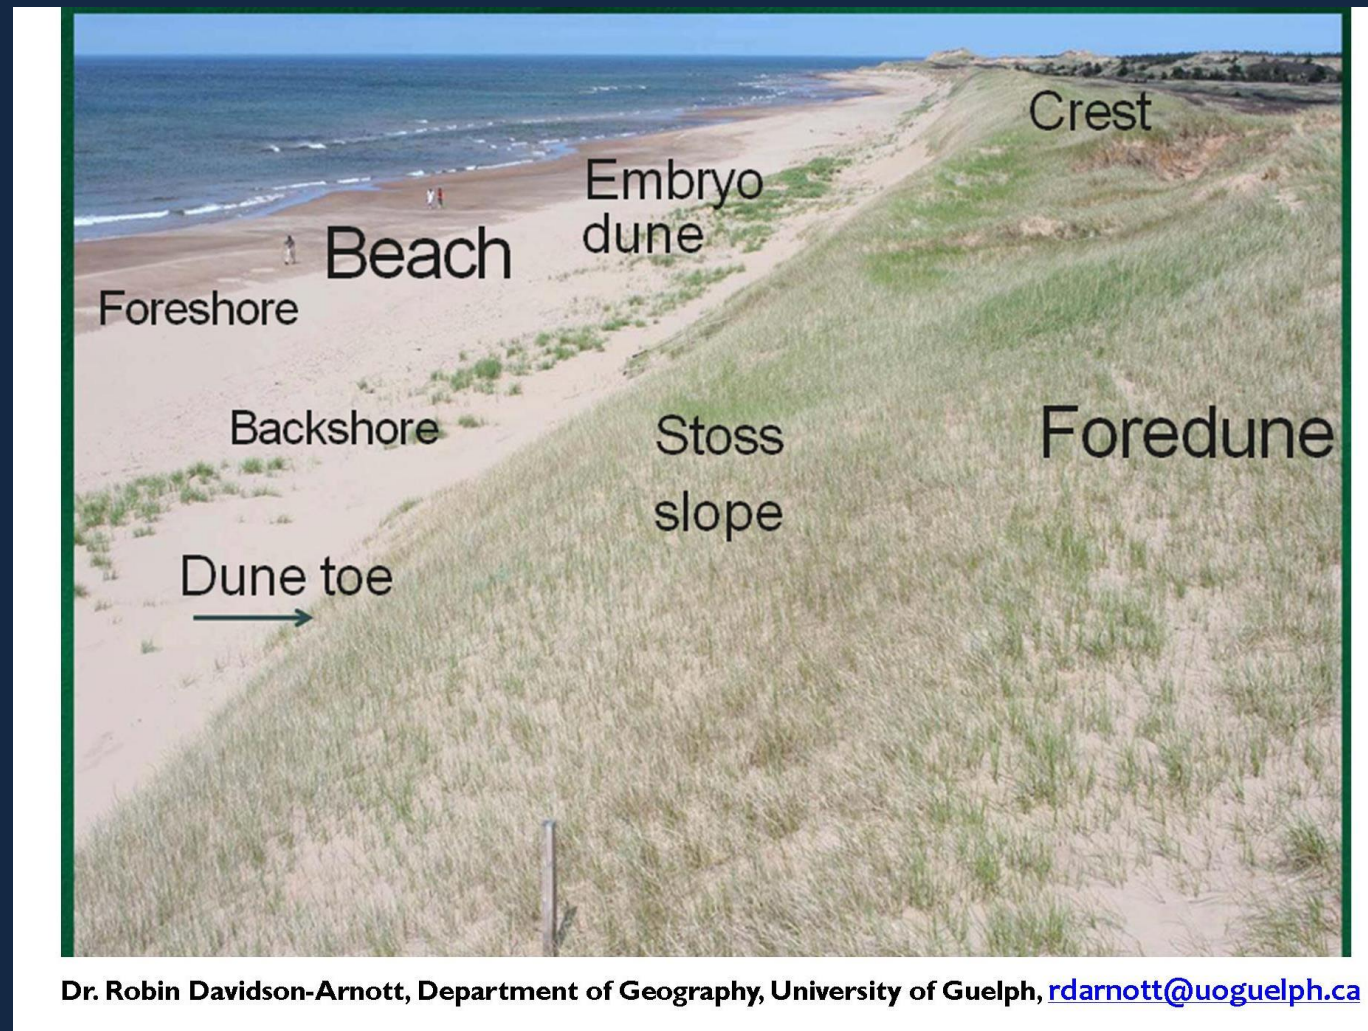 Crest
Embryo
dune
Beach
Foreshore
Backshore
Stoss
slope
Foredune
Dune toe
Dr. Robin Davidson-Arnott, Department of Geography, University of Guelph, rdarnott@uoguelph.ca